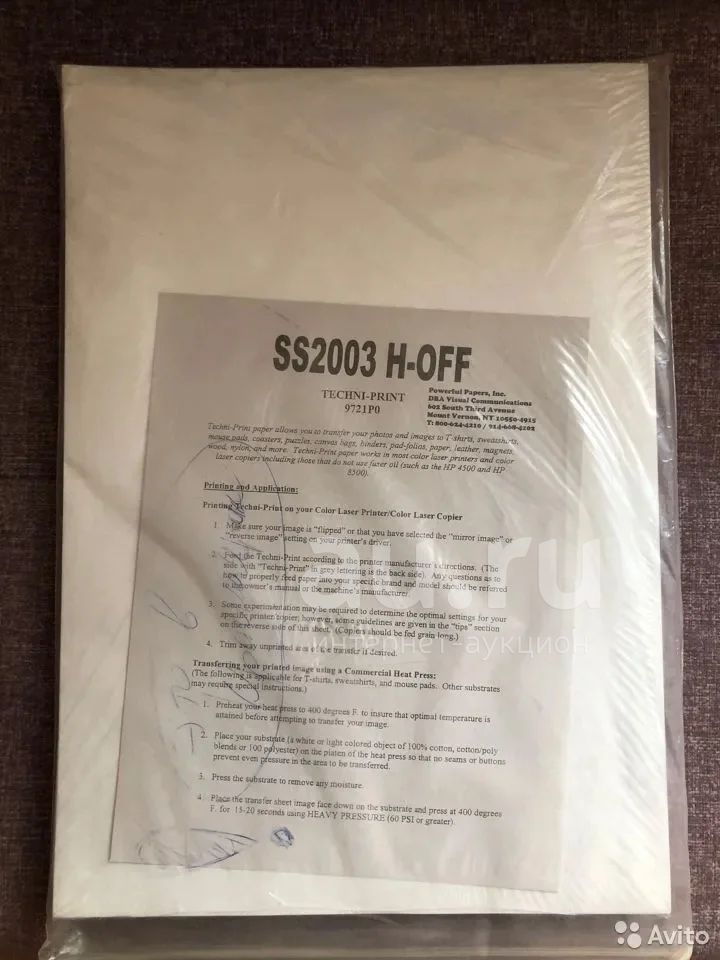 SS2003 H-OFF
TECHNI-PRINT
9721P0
Powerful Papers, Inc.
DBA Visual Communications
602 South Third Avenue
Mount Vernon, NY 10550-4915
T: 800-624-4210 / 914-668-4202
Techni-Print paper allows you to transfer your photos and images to T-shirts, sweatshirts,
mouse pads, coasters, puzzles, canvas bags, binders, pad-folios, paper, leather, magnets,
wood, nylon, and more. Techni-Print paper works in most color laser printers and color
laser copiers including those that do not use fuser oil (such as the HP 4500 and HP
8500).
Printing and Application:
Printing Techni-Print on your Color Laser Printer/Color Laser Copier
1. Make sure your image is "flipped" or that you have selected the "mirror image" or
"reverse image" setting on your printer's driver.
2. Feed the Techni-Print according to the printer manufacturer's directions. (The
side with "Techni-Print" in grey lettering is the back side). Any questions as to
how to properly feed paper into your specific brand and model should be referred
to the owner's manual or the machine's manufacturer.
3. Some experimentation may be required to determine the optimal settings for your
specific printer/copier; however, some guidelines are given in the "tips" section
on the reverse side of this sheet. (Copiers should be fed grain-long.)
4. Trim away unprinted area of the transfer if desired.
Transferring your printed image using a Commercial Heat Press:
(The following is applicable for T-shirts, sweatshirts, and mouse pads. Other substrates
may require special instructions.)
1. Preheat your heat press to 400 degrees F. to insure that optimal temperature is
attained before attempting to transfer your image.
2. Place your substrate (a white or light colored object of 100% cotton, cotton/poly
blends or 100 polyester) on the platen of the heat press so that no seams or buttons
prevent even pressure in the area to be transferred.
3. Press the substrate to remove any moisture.
4. Place the transfer sheet image face down on the substrate and press at 400 degrees
F. for 15-20 seconds using HEAVY PRESSURE (60 PSI or greater).
au.ru
интернет-аукцион
Avito